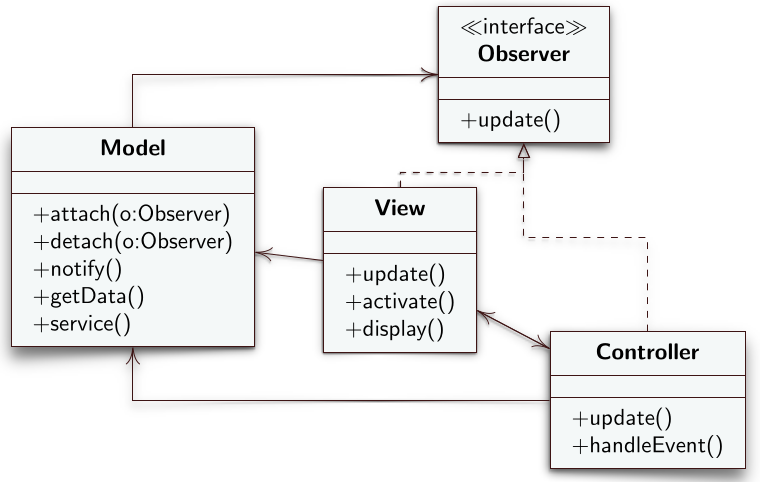 ≪interface≫
Observer
+update()
Model
+attach(o:Observer)
+detach(o:Observer)
+notify()
+getData()
+service()
View
+update()
+activate()
+display()
Controller
+update()
+handleEvent()